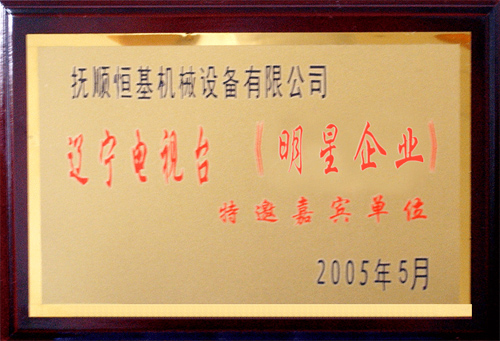 抚顺恒基机械设备有限公司
辽宁电视台《明星企业》
特邀嘉宾单位
2005年5月